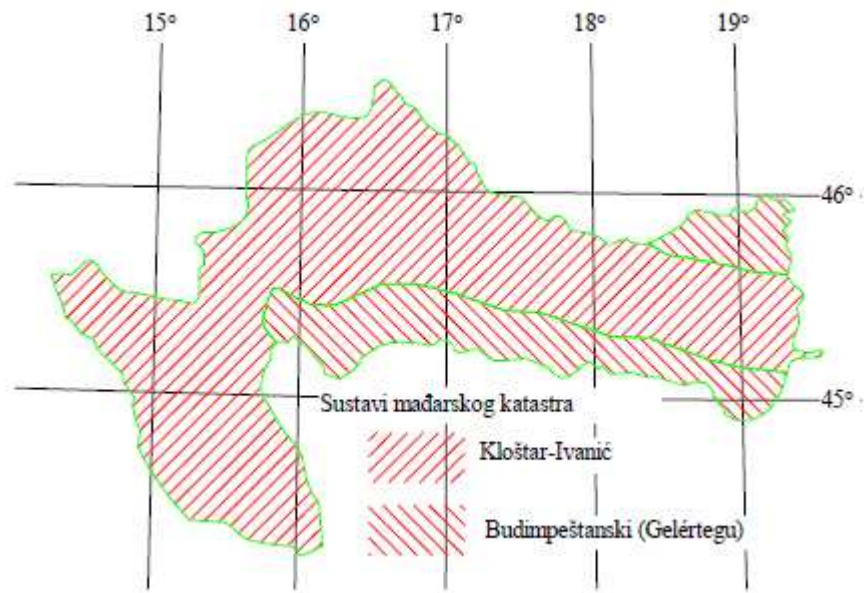 15° 16° 17° 18° 19°
46°
45°
Sustavi mađarskog katastra
Kloštar-Ivanić
Budimpeštanski (Gelértegu)